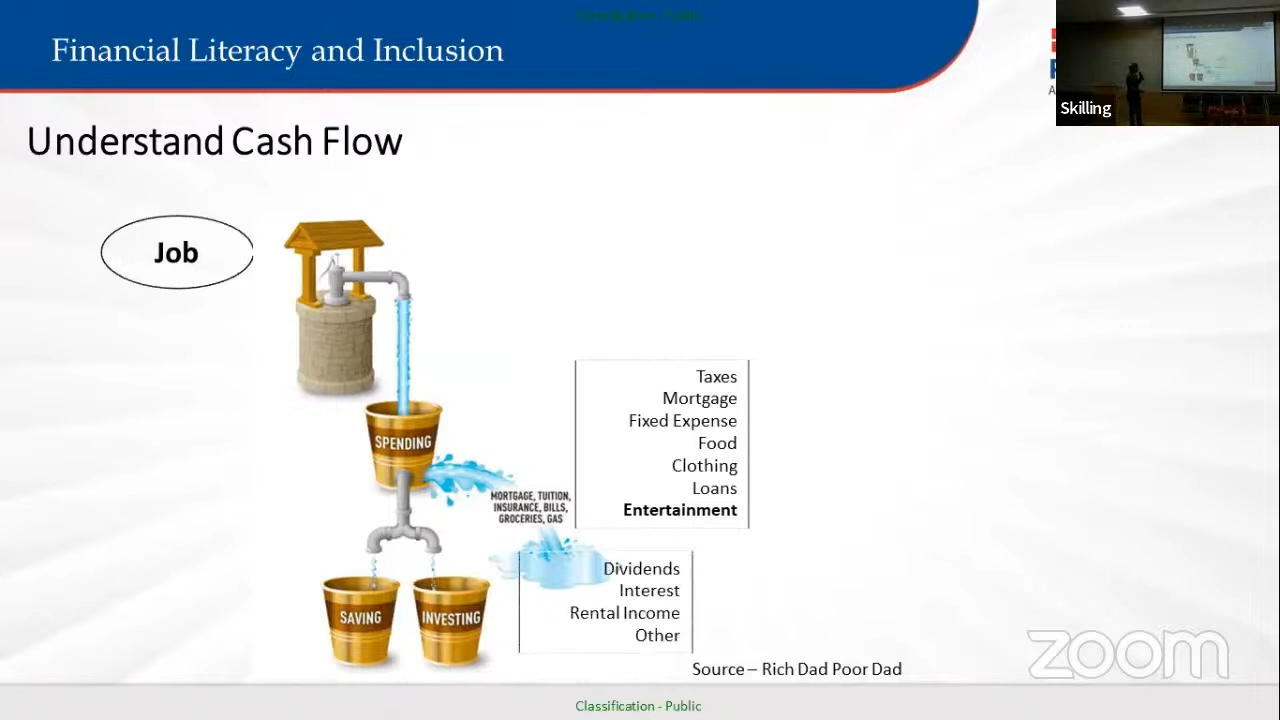 Classification - Public
Financial Literacy and Inclusion
Skilling
Understand Cash Flow
Job
SPENDING
MORTGAGE, TUITION,
INSURANCE, BILLS,
GROCERIES, GAS
Taxes
Mortgage
Fixed Expense
Food
Clothing
Loans
Entertainment
SAVING
INVESTING
Dividends
Interest
Rental Income
Other
Source – Rich Dad Poor Dad
zoom
Classification - Public